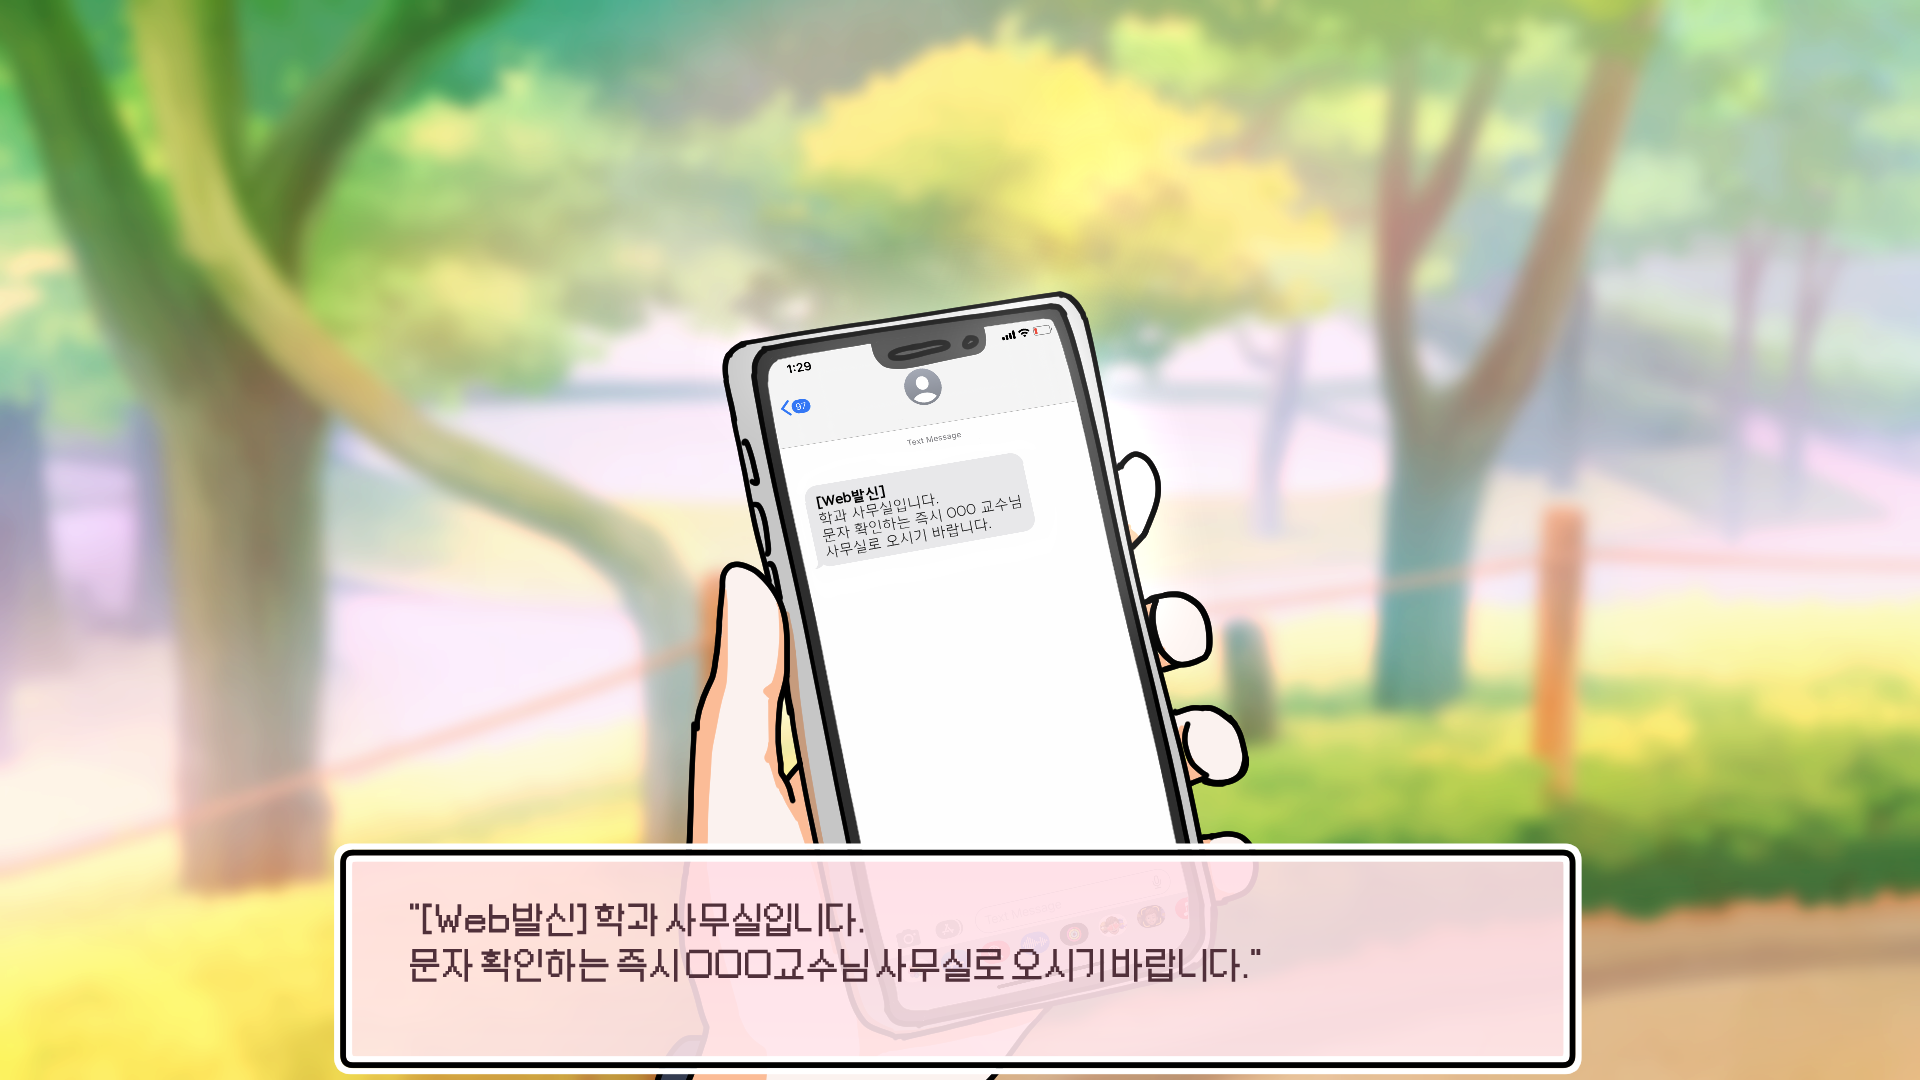 1:29
97
Text Message
[Web발신]
학과 사무실입니다.
문자 확인하는 즉시 OOO 교수님
사무실로 오시기 바랍니다.
"[Web발신] 학과 사무실입니다.
문자 확인하는 즉시 OOO교수님 사무실로 오시기 바랍니다."